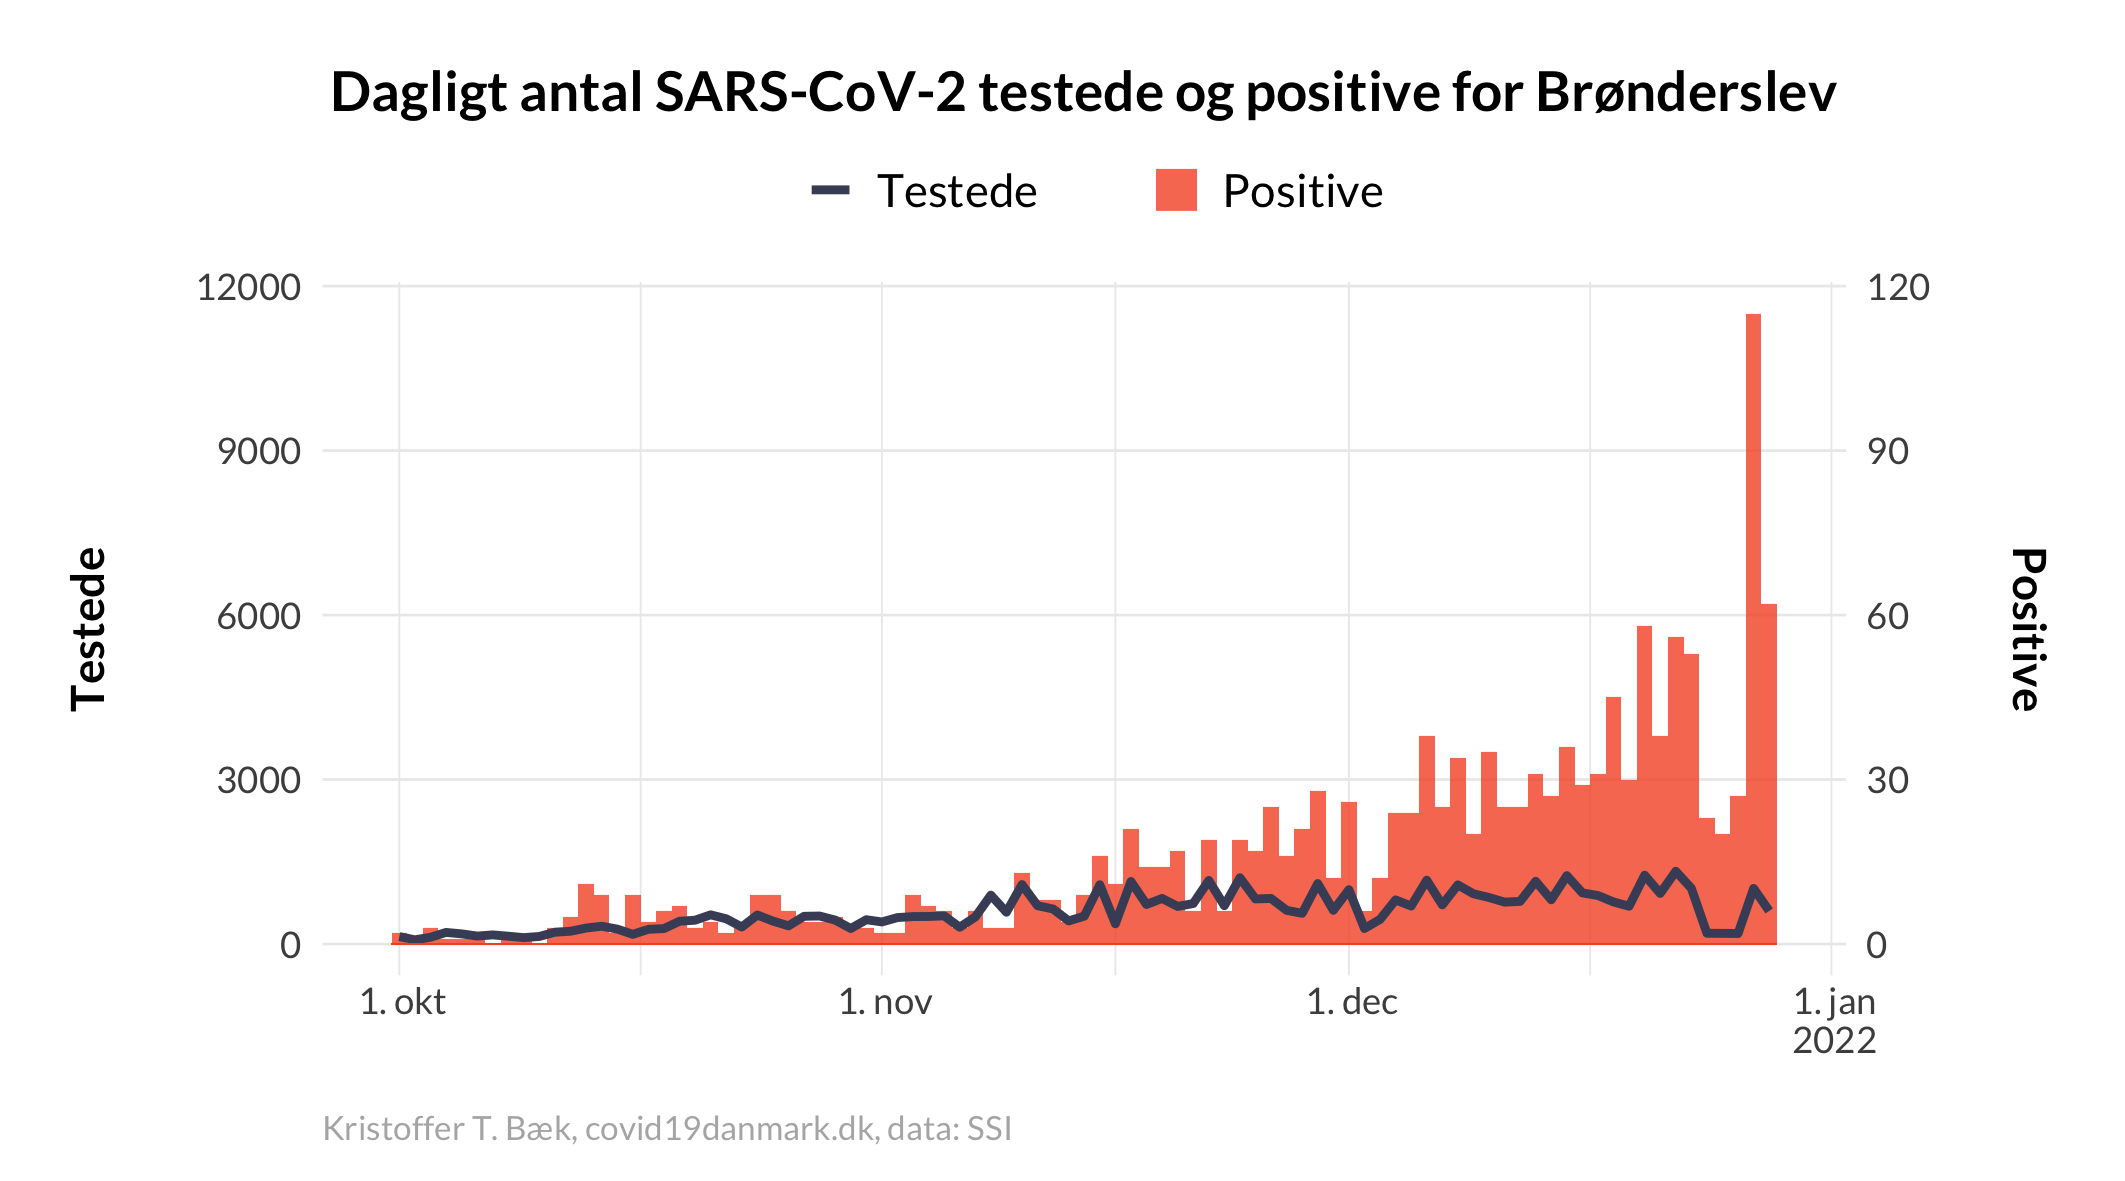 Dagligt antal SARS-CoV-2 testede og positive for Brønderslev
Testede
Positive
12000
9000
6000
3000
0
120
90
60
30
0
Testede
Positive
1. okt
1. nov
1. dec
1. jan
2022
Kristoffer T. Bæk, covid19danmark.dk, data: SSI